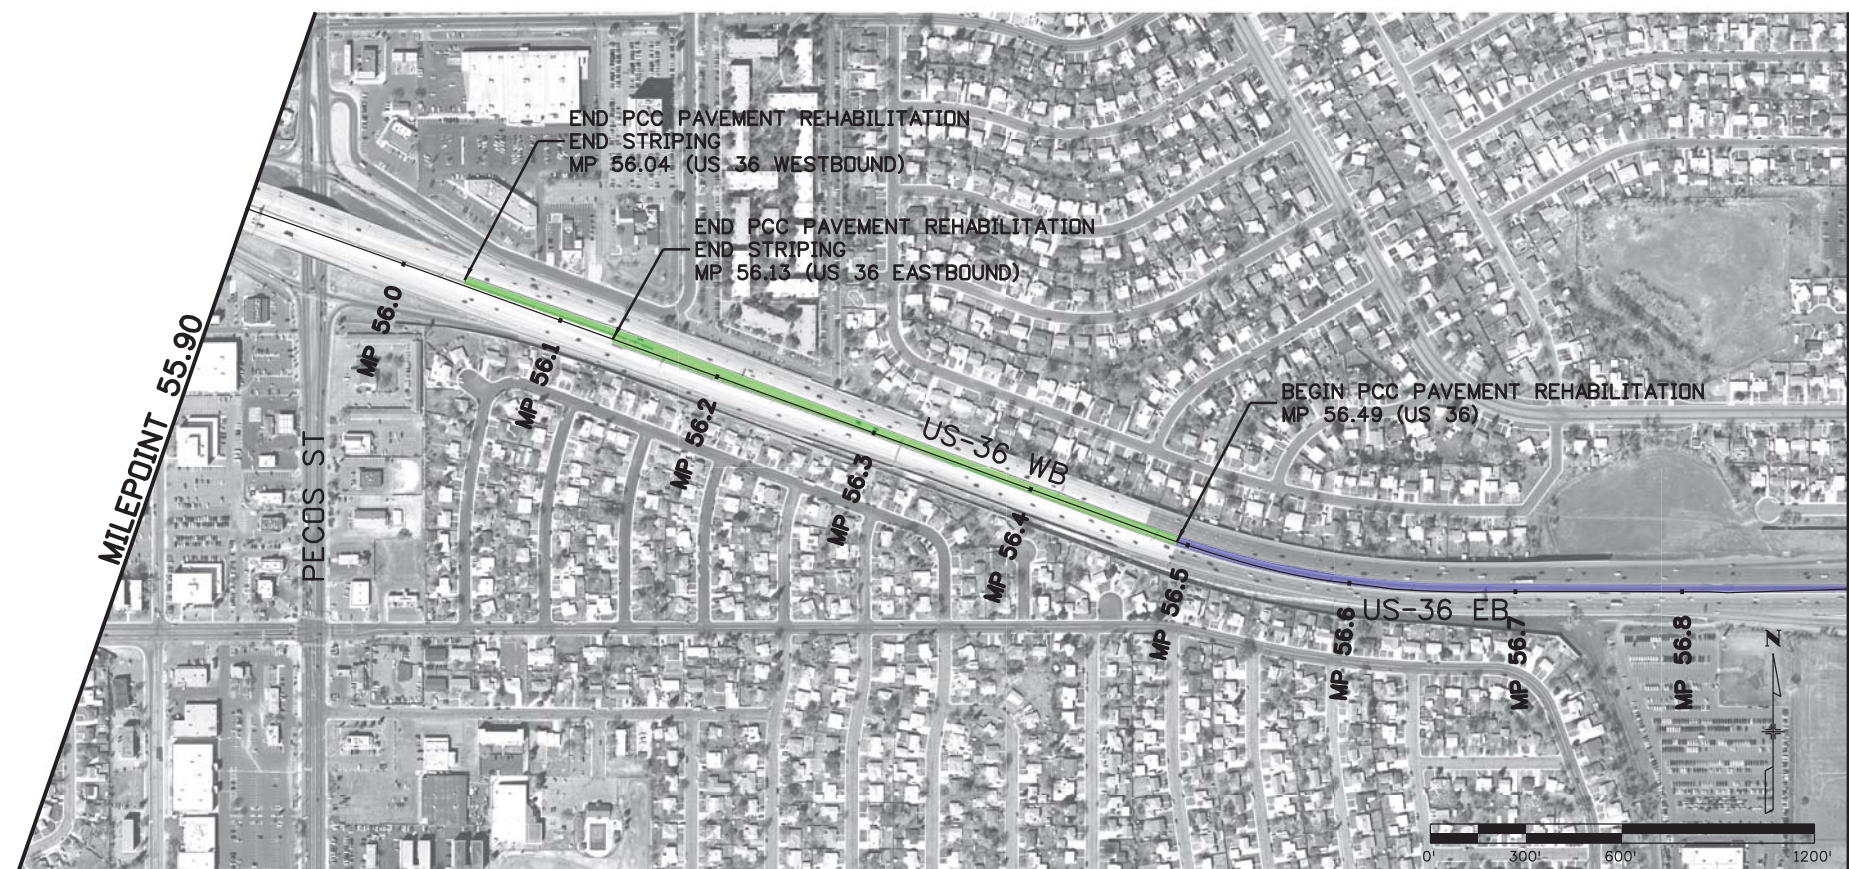 END PCC PAVEMENT REHABILITATION
END STRIPING
MP 56.04 (US 36 WESTBOUND)
END PCC PAVEMENT REHABILITATION
END STRIPING
MP 56.13 (US 36 EASTBOUND)
BEGIN PCC PAVEMENT REHABILITATION
MP 56.49 (US 36)
MILEPOINT 55.90
PECOS ST
MP 56.0
MP 56.1
MP 56.2
MP 56.3
MP 56.4
MP 56.5
MP 56.6
MP 56.7
MP 56.8
US-36 WB
US-36 EB
N
0' 300' 600' 1200'